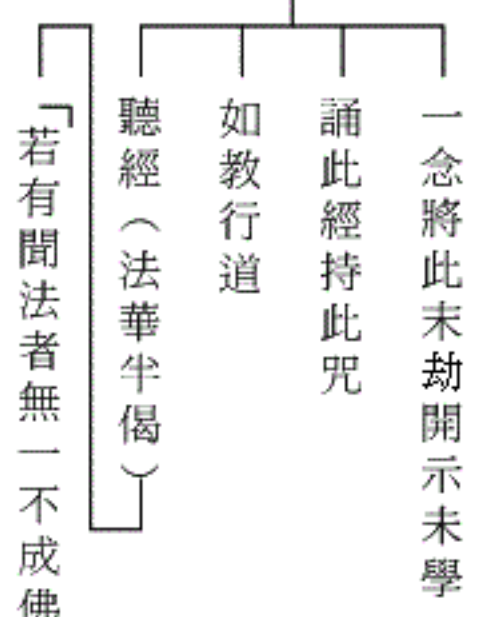 一念將此末劫開示未學
誦此經持此咒
如教行道
聽經（法華半偈）
「若有聞法者無一不成佛